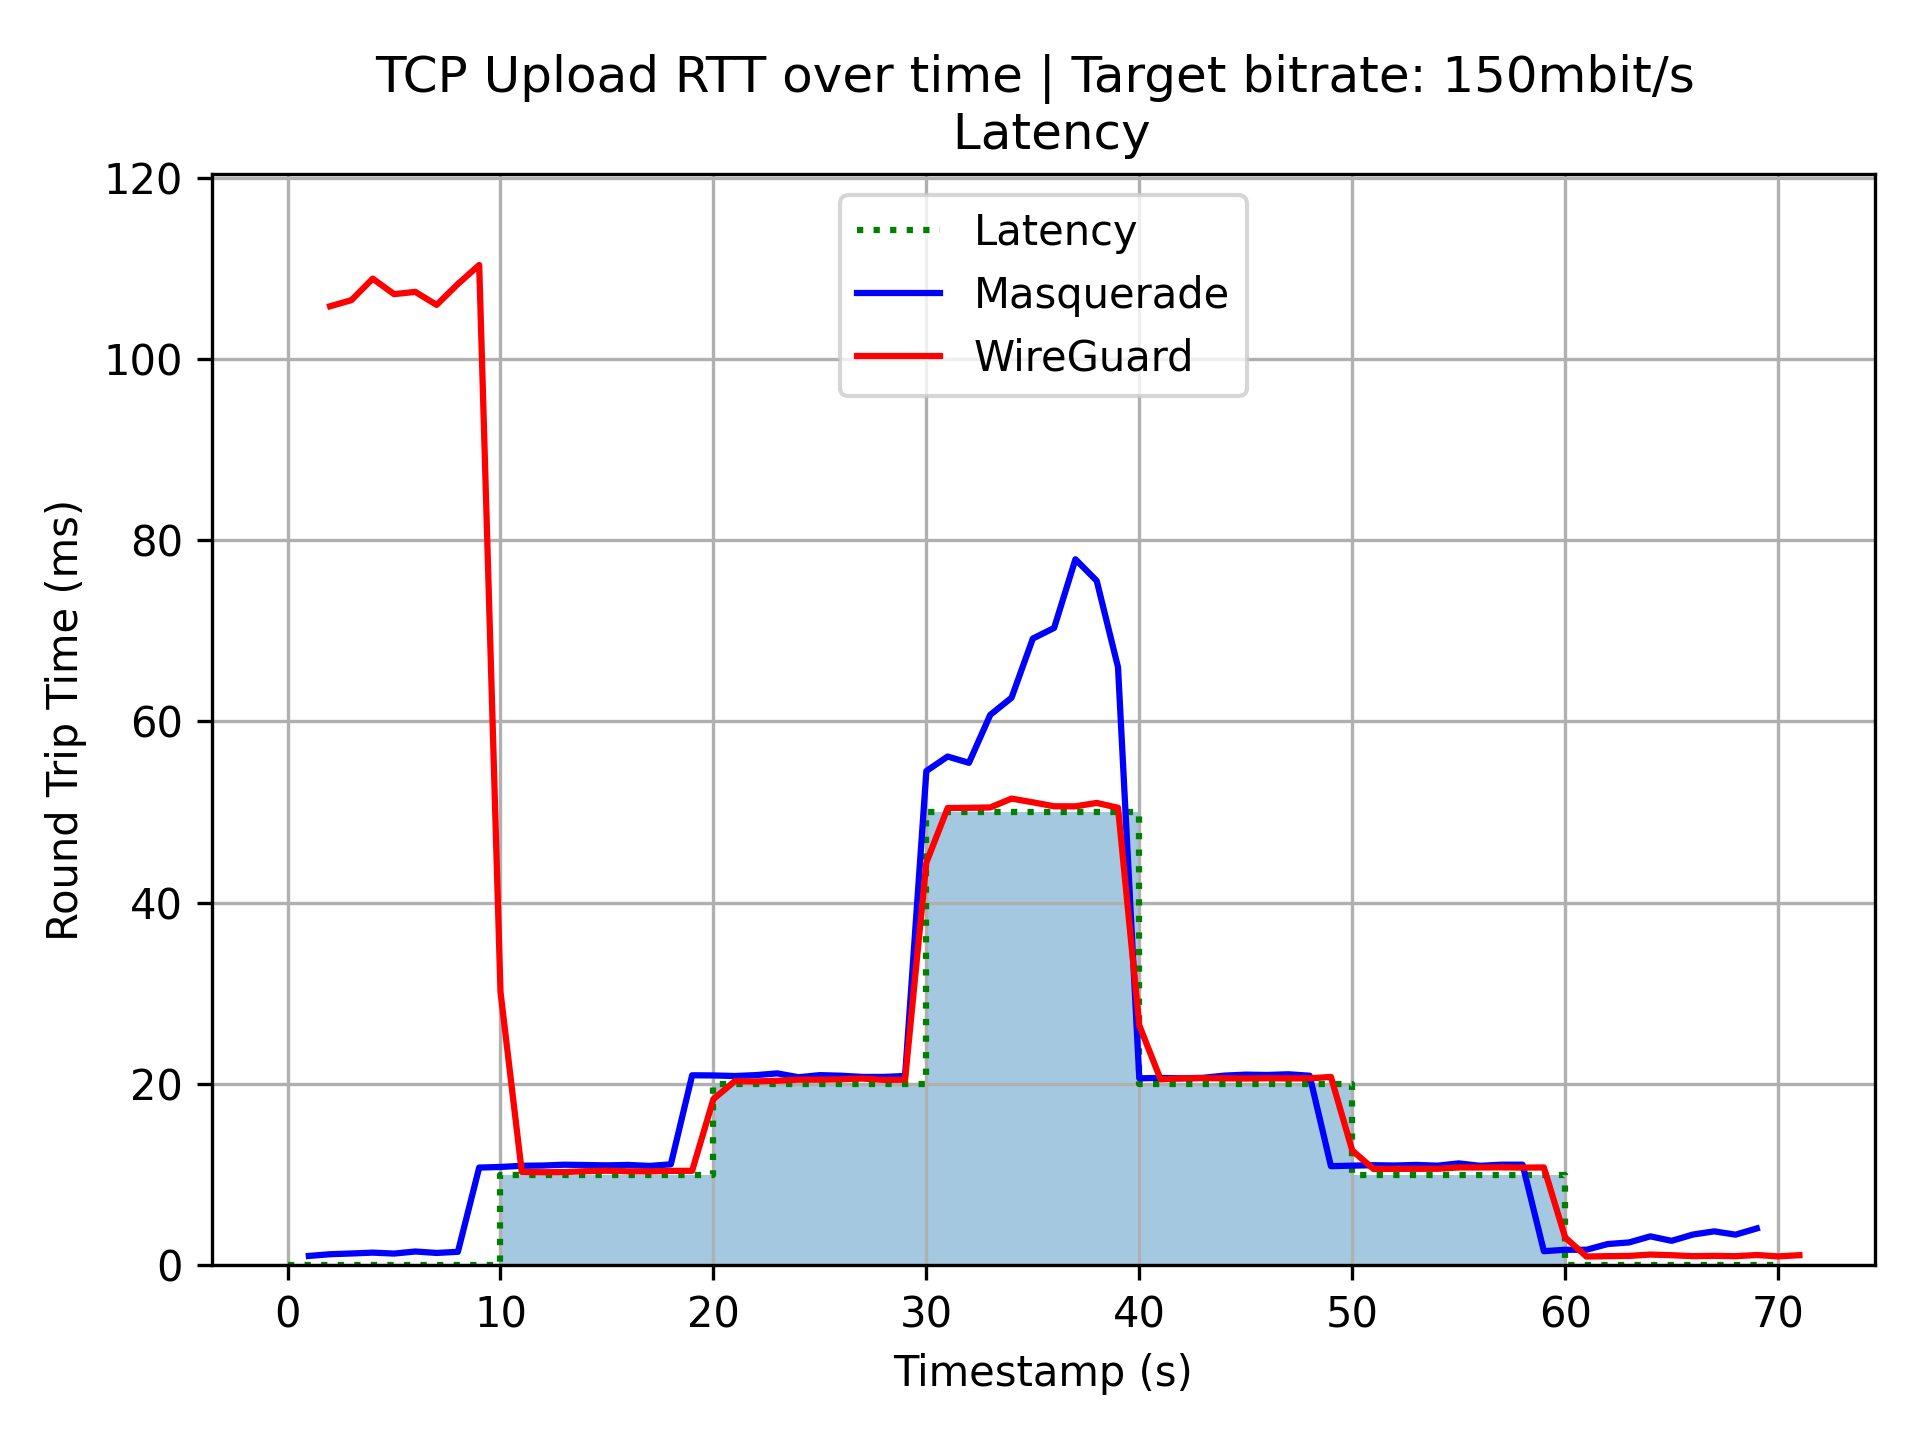 TCP Upload RTT over time | Target bitrate: 150mbit/s
Latency
Latency
Masquerade
WireGuard
Round Trip Time (ms)
120
100
80
60
40
20
0
0 10 20 30 40 50 60 70
Timestamp (s)